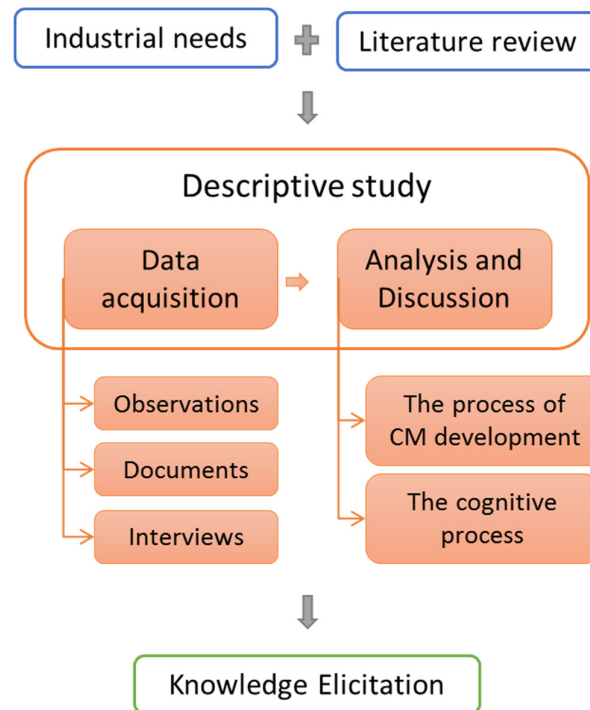 Industrial needs
Literature review
Descriptive study
Data
acquisition
Analysis and
Discussion
Observations
Documents
Interviews
The process of
CM development
The cognitive
process
Knowledge Elicitation